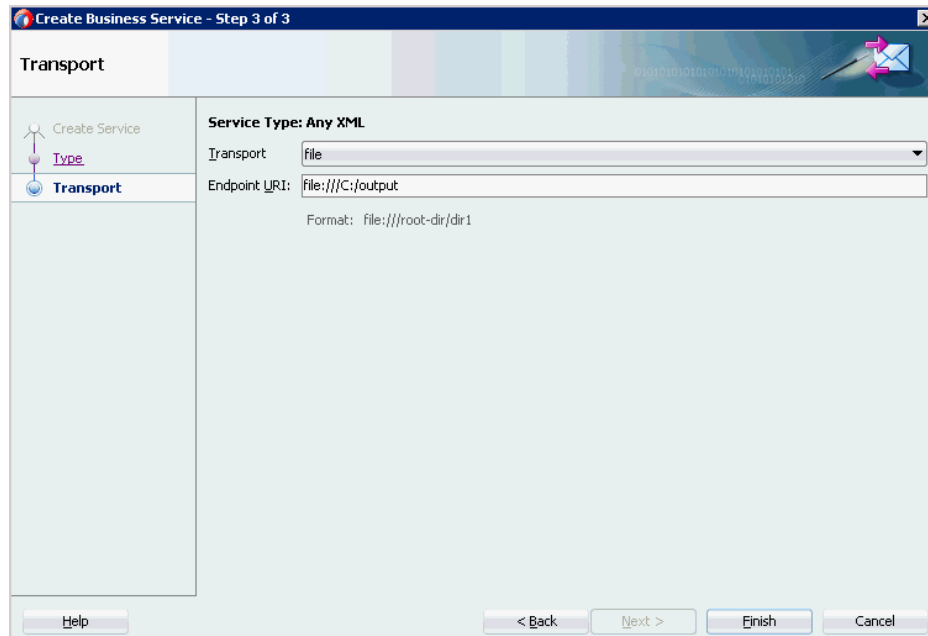 Create Business Service - Step 3 of 3
Transport
Create Service
Type
Transport
Service Type: Any XML
Transport file
Endpoint URI: file:///C:/output
Format: file:///root-dir/dir1
Help < Back Next > Finish Cancel